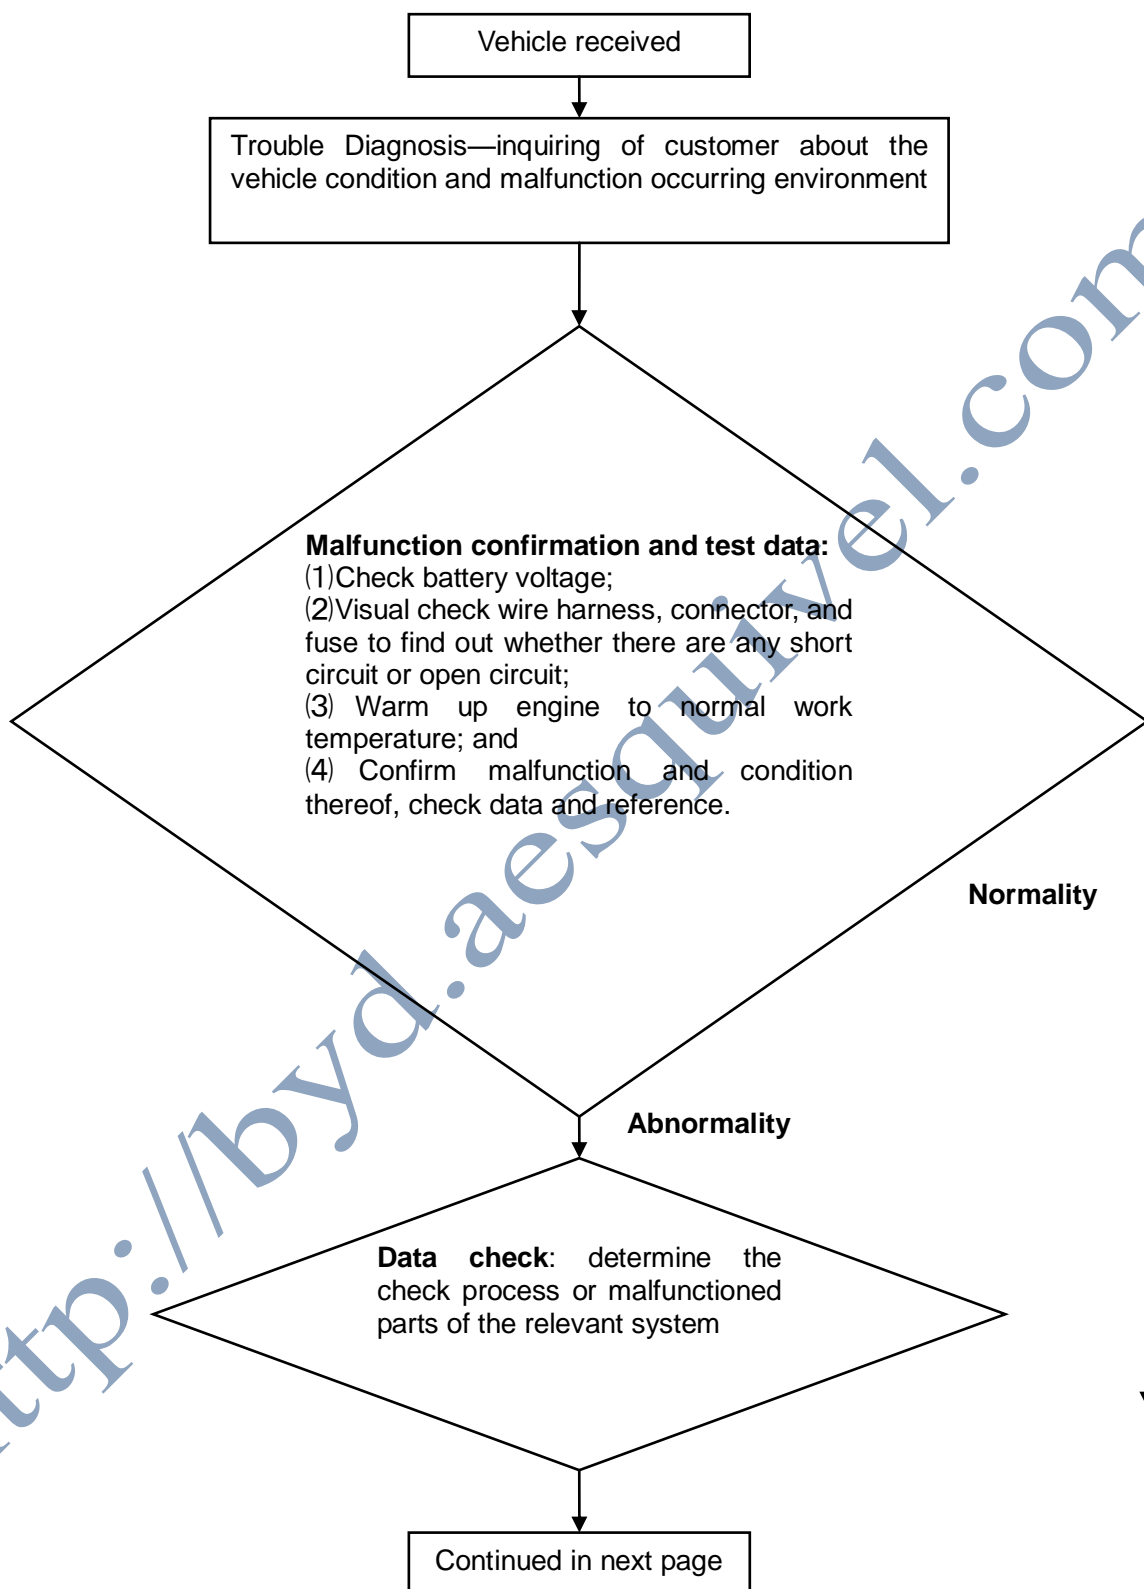 Vehicle received
Trouble Diagnosis—inquiring of customer about the
vehicle condition and malfunction occurring environment
Malfunction confirmation and test data:
⑴Check battery voltage;
⑵Visual check wire harness, connector, and
fuse to find out whether there are any short
circuit or open circuit;
⑶ Warm up engine to normal work
temperature; and
⑷ Confirm malfunction and condition
thereof, check data and reference.
Normality
Abnormality
Data check: determine the
check process or malfunctioned
parts of the relevant system
Continued in next page
ttp://byd.aesquivel.com